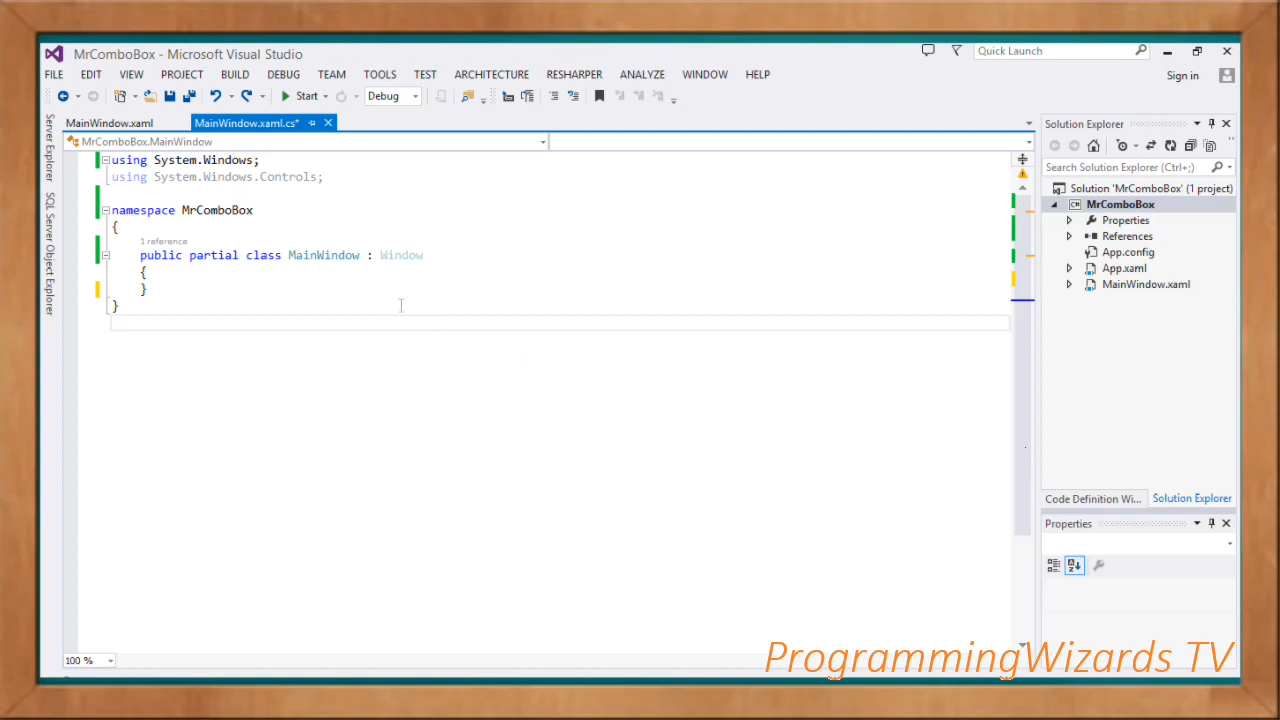 MrComboBox - Microsoft Visual Studio
Quick Launch
FILE EDIT VIEW PROJECT BUILD DEBUG TEAM TOOLS TEST ARCHITECTURE RESHARPER ANALYZE WINDOW HELP
Sign in
Start Debug
MainWindow.xaml MainWindow.xaml.cs*
MrComboBox.MainWindow
Server Explorer
SQL Server Object Explorer
using System.Windows;
using System.Windows.Controls;
namespace MrComboBox
{
1 reference
public partial class MainWindow : Window
{
}
}
100 %
Solution Explorer
Search Solution Explorer (Ctrl+;)
Solution 'MrComboBox' (1 project)
C# MrComboBox
Properties
References
App.config
App.xaml
MainWindow.xaml
Code Definition Wi... Solution Explorer
Properties
ProgrammingWizards TV